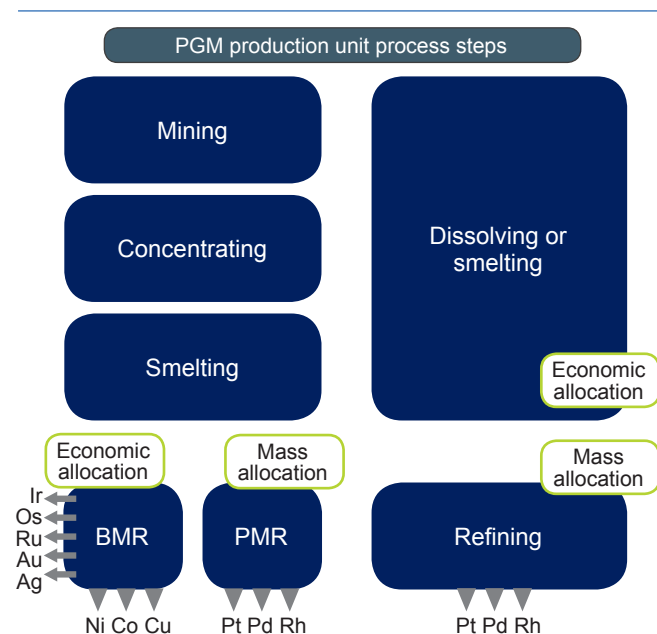 PGM production unit process steps
Mining
Concentrating
Smelting
Dissolving or
smelting
Economic
allocation
Economic
allocation
Mass
allocation
Mass
allocation
Ir
Os
Ru
Au
Ag
BMR
PMR
Refining
Ni Co Cu
Pt Pd Rh
Pt Pd Rh